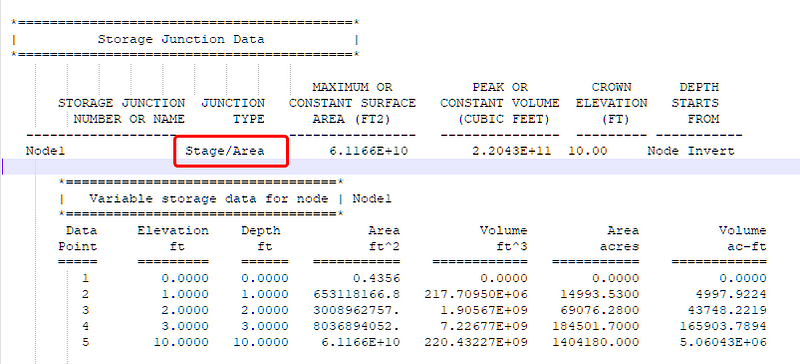 *========================================*
|          Storage Junction Data           |
*========================================*
MAXIMUM OR PEAK OR CROWN DEPTH
STORAGE JUNCTION JUNCTION CONSTANT SURFACE CONSTANT VOLUME ELEVATION STARTS
NUMBER OR NAME TYPE AREA (FT2) (CUBIC FEET) (FT) FROM
------------------ ---------- ---------------- --------------- --------- ----------
Node1 Stage/Area 6.1166E+10 2.2043E+11 10.00 Node Invert
*=================================*
|   Variable storage data for node | Node1
*=================================*
Data Elevation Depth Area Volume Area Volume
Point ft ft ft^2 ft^3 acres ac-ft
===== ========= ====== =========== ============ =========== ============
1 0.0000 0.0000 0.4356 0.0000 0.0000 0.0000
2 1.0000 1.0000 653118166.8 217.70950E+06 14993.5300 4997.9224
3 2.0000 2.0000 3008962757. 1.90567E+09 69076.2800 43748.2219
4 3.0000 3.0000 8036894052. 7.22677E+09 184501.7000 165903.7894
5 10.0000 10.0000 6.1166E+10 220.43227E+09 1404180.000 5.06043E+06